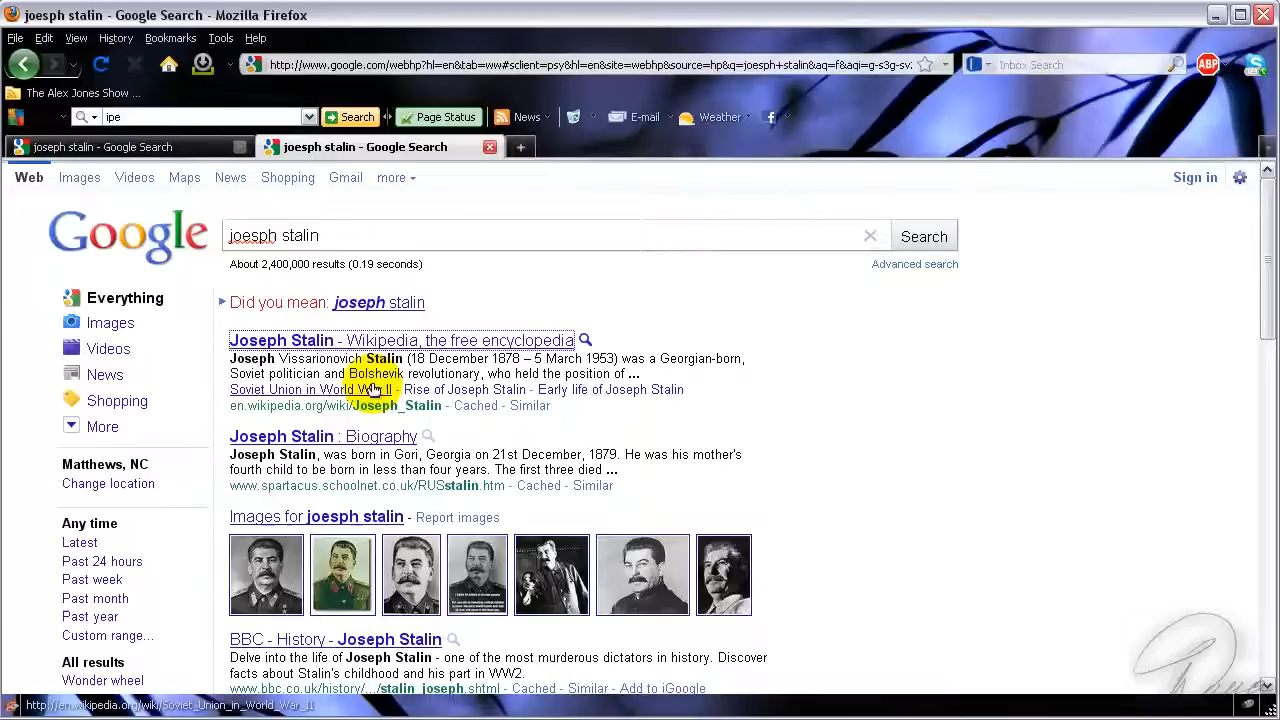 joesph stalin - Google Search - Mozilla Firefox
File Edit View History Bookmarks Tools Help
http://www.google.com/webhp?hl=en&tab=ww&client=psy&hl=en&site=webhp&source=hp&q=joesph+stalin&aq=f&aqi=g-s3g-sv Inbox Search ABP
The Alex Jones Show ...
ipe Search Page Status News E-mail Weather
joseph stalin - Google Search joesph stalin - Google Search
Web Images Videos Maps News Shopping Gmail more Sign in
Google joesph stalin Search
About 2,400,000 results (0.19 seconds) Advanced search
Everything
Images
Videos
News
Shopping
More
Matthews, NC
Change location
Any time
Latest
Past 24 hours
Past week
Past month
Past year
Custom range...
All results
Wonder wheel
Did you mean: joseph stalin
Joseph Stalin - Wikipedia, the free encyclopedia
Joseph Vissarionovich Stalin (18 December 1878 – 5 March 1953) was a Georgian-born,
Soviet politician and Bolshevik revolutionary, who held the position of ...
Soviet Union in World War II - Rise of Joseph Stalin - Early life of Joseph Stalin
en.wikipedia.org/wiki/Joseph_Stalin - Cached - Similar
Joseph Stalin : Biography
Joseph Stalin, was born in Gori, Georgia on 21st December, 1879. He was his mother's
fourth child to be born in less than four years. The first three died ...
www.spartacus.schoolnet.co.uk/RUSstalin.htm - Cached - Similar
Images for joesph stalin - Report images
BBC - History - Joseph Stalin
Delve into the life of Joseph Stalin - one of the most murderous dictators in history. Discover
facts about Stalin's childhood and his part in WW2.
www.bbc.co.uk/history/.../stalin_joseph.shtml - Cached - Similar - Add to iGoogle
http://en.wikipedia.org/wiki/Soviet_Union_in_World_War_II